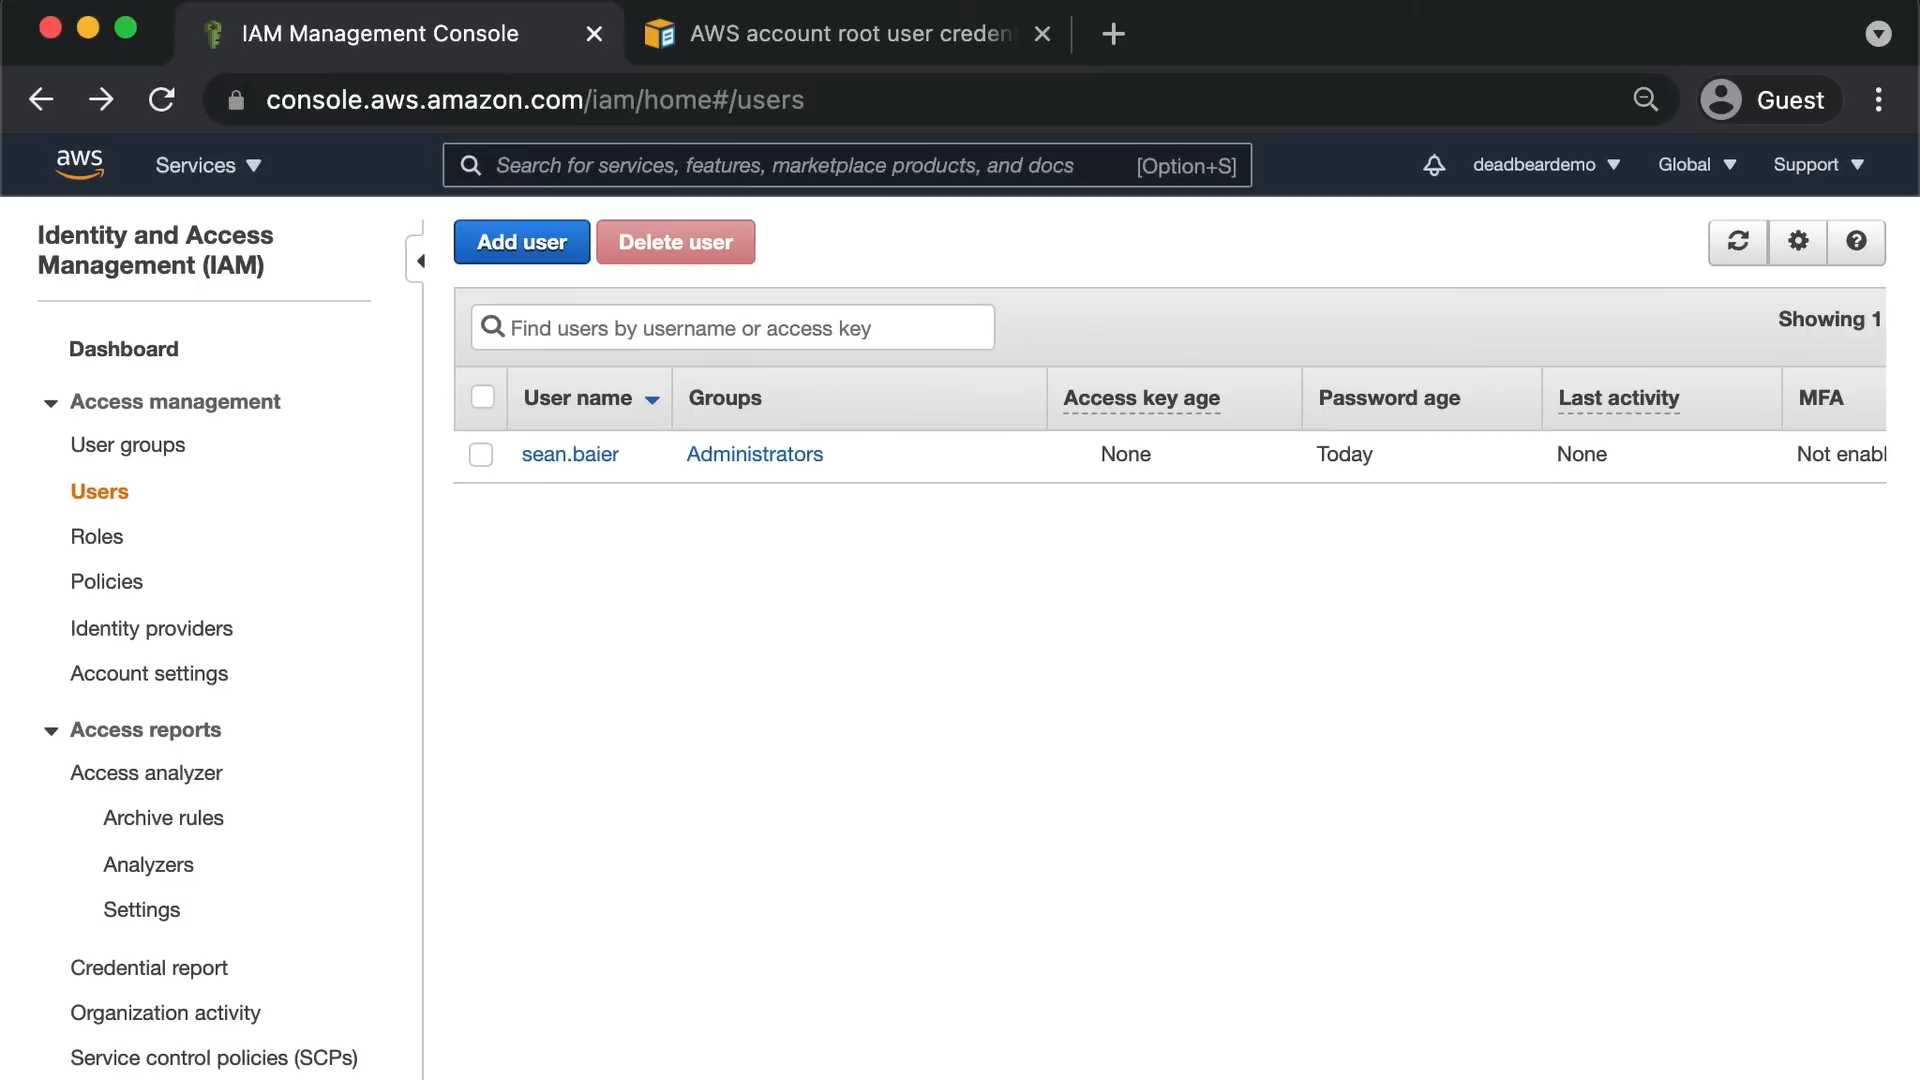 IAM Management Console
AWS account root user creden
console.aws.amazon.com/iam/home#/users
Guest
aws
Services
Search for services, features, marketplace products, and docs
[Option+S]
deadbeardemo
Global
Support
Identity and Access
Management (IAM)
Dashboard
Access management
User groups
Users
Roles
Policies
Identity providers
Account settings
Access reports
Access analyzer
Archive rules
Analyzers
Settings
Credential report
Organization activity
Service control policies (SCPs)
Add user
Delete user
Find users by username or access key
Showing 1
User name Groups Access key age Password age Last activity MFA
sean.baier Administrators None Today None Not enabl